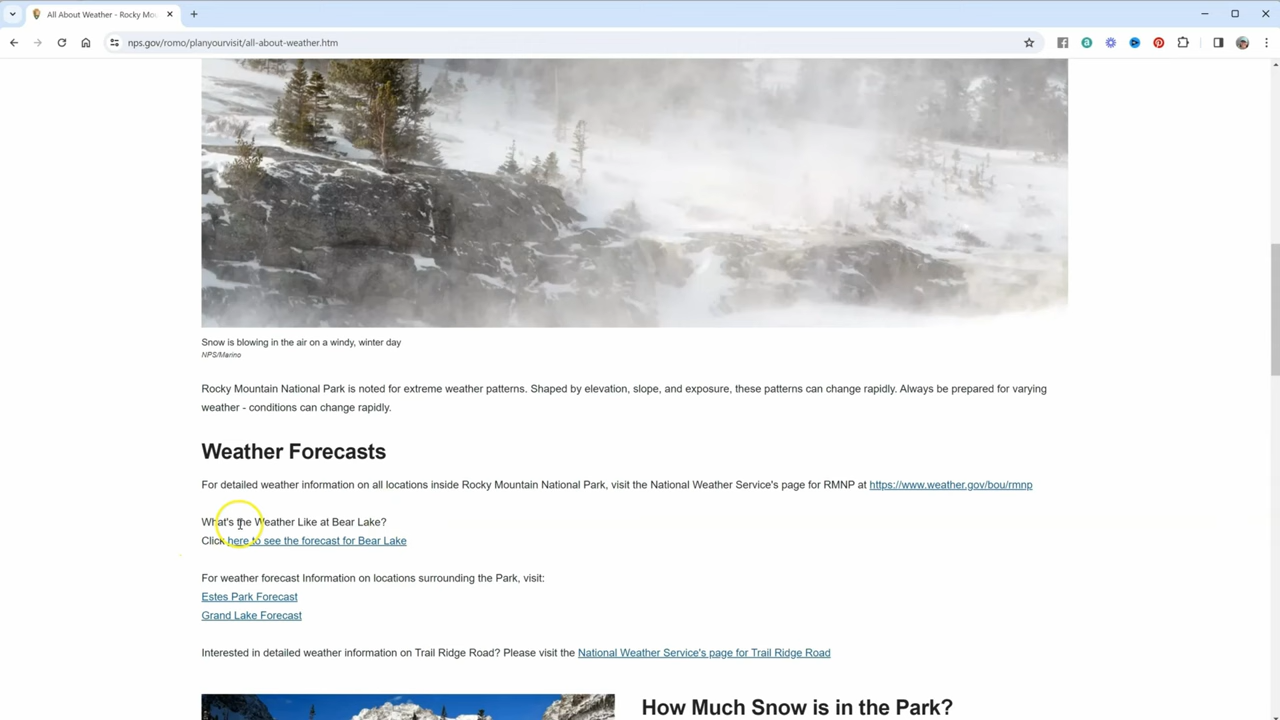 All About Weather - Rocky Mou
nps.gov/romo/planyourvisit/all-about-weather.htm
Snow is blowing in the air on a windy, winter day
NPS/Marino
Rocky Mountain National Park is noted for extreme weather patterns. Shaped by elevation, slope, and exposure, these patterns can change rapidly. Always be prepared for varying
weather - conditions can change rapidly.
Weather Forecasts
For detailed weather information on all locations inside Rocky Mountain National Park, visit the National Weather Service's page for RMNP at https://www.weather.gov/bou/rmnp
What's the Weather Like at Bear Lake?
Click here to see the forecast for Bear Lake
For weather forecast Information on locations surrounding the Park, visit:
Estes Park Forecast
Grand Lake Forecast
Interested in detailed weather information on Trail Ridge Road? Please visit the National Weather Service's page for Trail Ridge Road
How Much Snow is in the Park?